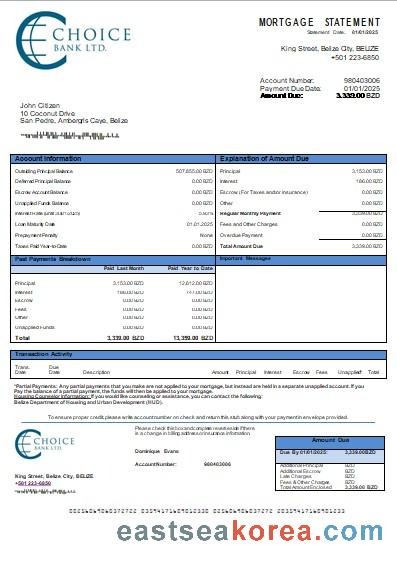 CHOICE
BANK LTD.
MORTGAGE STATEMENT
Statement Date. 01/01/2025
King Street, Belize City, BELIZE
+501 223-6850
Account Number: 980403006
Payment Due Date: 01/01/2025
Amount Due: 3,339.00 BZD
John Citizen
10 Coconut Drive
San Pedro, Ambergris Caye, Belize
Account Information
Outstanding Principal Balance 507,855.00 BZD
Deferred Principal Balance 0.00 BZD
Escrow Account Balance 0.00 BZD
Unapplied Funds Balance 0.00 BZD
Loan Maturity Date 01.01.2025
Prepayment Penalty None
Taxes Paid Year-to-Date 0.00 BZD
Explanation of Amount Due
Principal 3,153.00 BZD
Interest 186.00 BZD
Escrow (For Taxes and/or Insurance) 0.00 BZD
Other 0.00 BZD
Regular Monthly Payment 3,339.00 BZD
Fees and Other Charges 0.00 BZD
Overdue Payment 0.00 BZD
Total Amount Due 3,339.00 BZD
Past Payments Breakdown
Paid Last Month Paid Year to Date
Principal 3,153.00 BZD 12,612.00 BZD
Interest 186.00 BZD 747.00 BZD
Escrow 0.00 BZD 0.00 BZD
Fees 0.00 BZD 0.00 BZD
Other 0.00 BZD 0.00 BZD
Unapplied Funds 0.00 BZD 0.00 BZD
Total 3,339.00 BZD 13,359.00 BZD
Important Messages
Transaction Activity
Trans. Date Due Date Description Amount Principal Interest Escrow Fees Unapplied* Total
*Partial Payments: Any partial payments that you make are not applied to your mortgage, but instead are held in a separate unapplied account. If you
Pay the balance of a partial payment, the funds will then be applied to your mortgage.
Housing Counselor Information: If you would like counseling or assistance, you can contact the following:
Belize Department of Housing and Urban Development (HUD).
To ensure proper credit, please write account number on check and return this stub along with your payment in envelope provided.
CHOICE
BANK LTD.
Please check this box and complete reverse side if there
is a change in billing address or insurance information
Dominique Evans
Account Number: 980403006
King Street, Belize City, BELIZE
+501 223-6850
Amount Due
Due By 01/01/2025: 3,339.00BZD
Additional Principal BZD
Additional Escrow BZD
Late Charges BZD
Fees & Other Charges BZD
Total Amount Enclosed BZD
eastseakorea.com